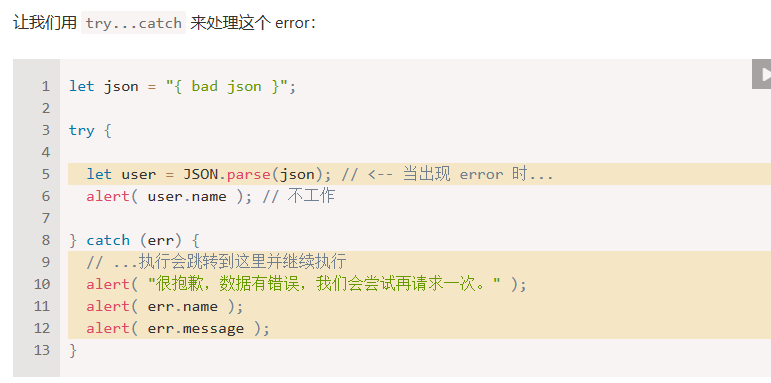 让我们用 try...catch 来处理这个 error：
1 let json = "{ bad json }";
2
3 try {
4
5   let user = JSON.parse(json); // <-- 当出现 error 时...
6   alert( user.name ); // 不工作
7
8 } catch (err) {
9   // ...执行会跳转到这里并继续执行
10   alert( "很抱歉，数据有错误，我们会尝试再请求一次。" );
11   alert( err.name );
12   alert( err.message );
13 }